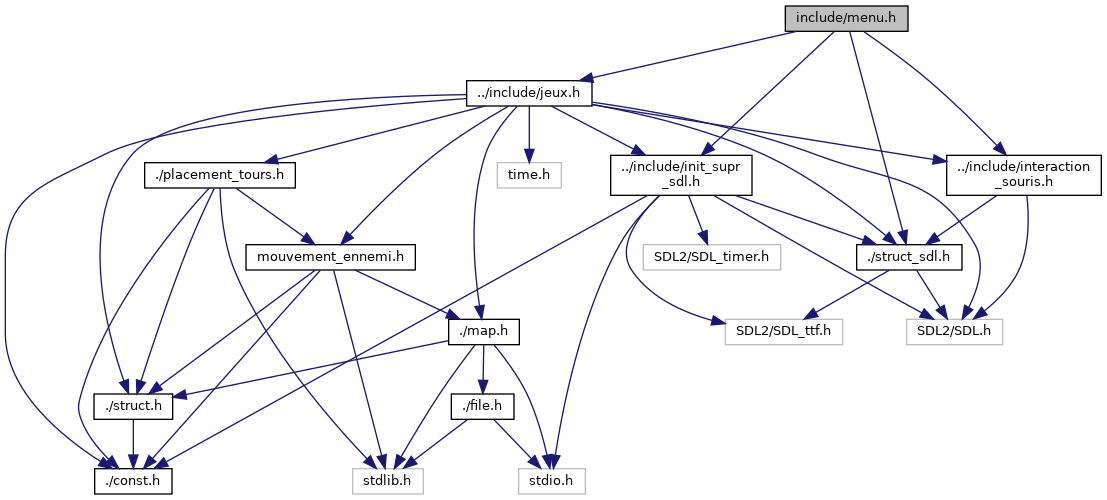 include/menu.h
../include/jeux.h
./placement_tours.h
time.h
../include/init_supr
_sdl.h
../include/interaction
_souris.h
mouvement_ennemi.h
SDL2/SDL_timer.h
./struct_sdl.h
./map.h
SDL2/SDL_ttf.h
SDL2/SDL.h
./struct.h
./file.h
./const.h
stdlib.h
stdio.h